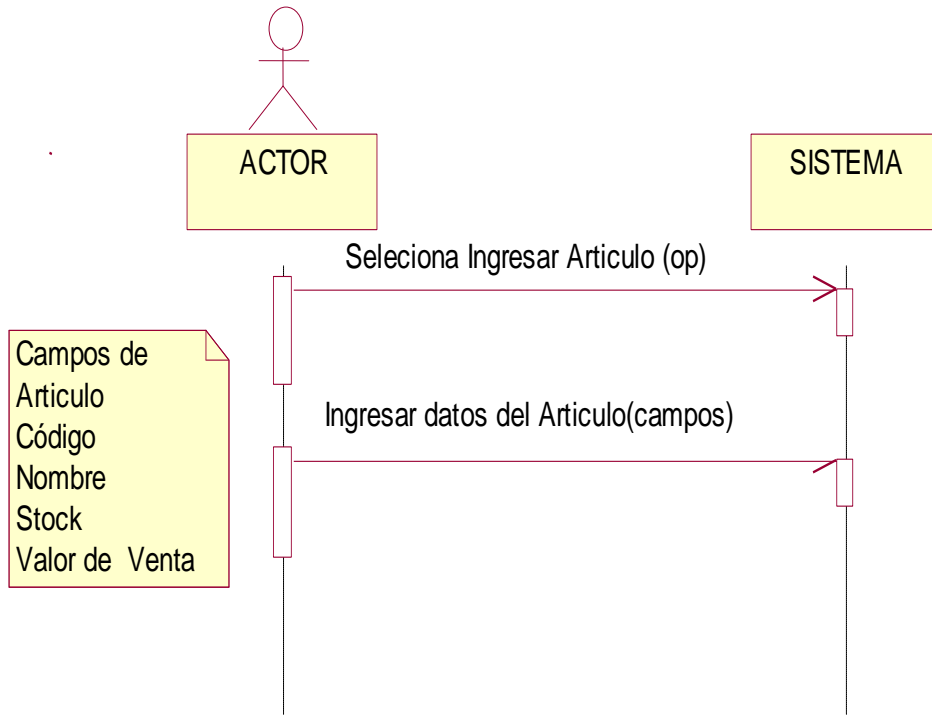 ACTOR
SISTEMA
Seleciona Ingresar Articulo (op)
Campos de
Articulo
Código
Nombre
Stock
Valor de Venta
Ingresar datos del Articulo(campos)